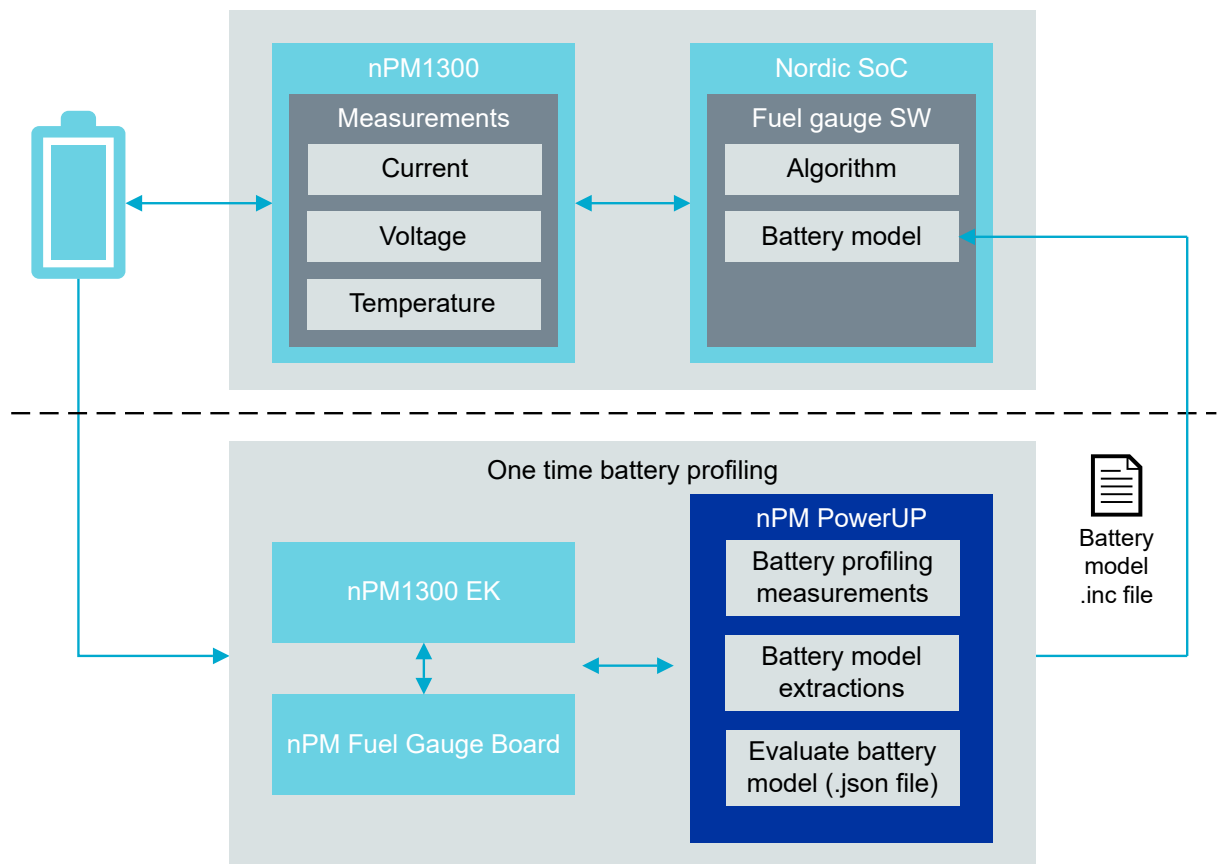 nPM1300
Measurements
Current
Voltage
Temperature
Nordic SoC
Fuel gauge SW
Algorithm
Battery model
One time battery profiling
nPM1300 EK
nPM Fuel Gauge Board
nPM PowerUP
Battery profiling
measurements
Battery model
extractions
Evaluate battery
model (.json file)
Battery
model
.inc file